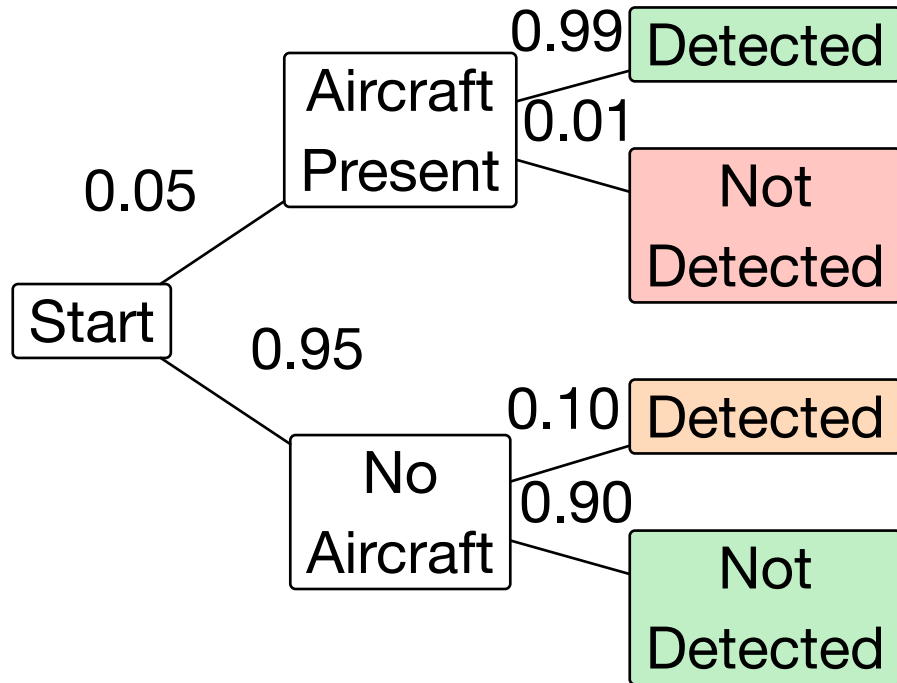 0.99
Detected
Aircraft
Present
0.01
Not
Detected
0.05
Start
0.95
0.10
Detected
No
Aircraft
0.90
Not
Detected